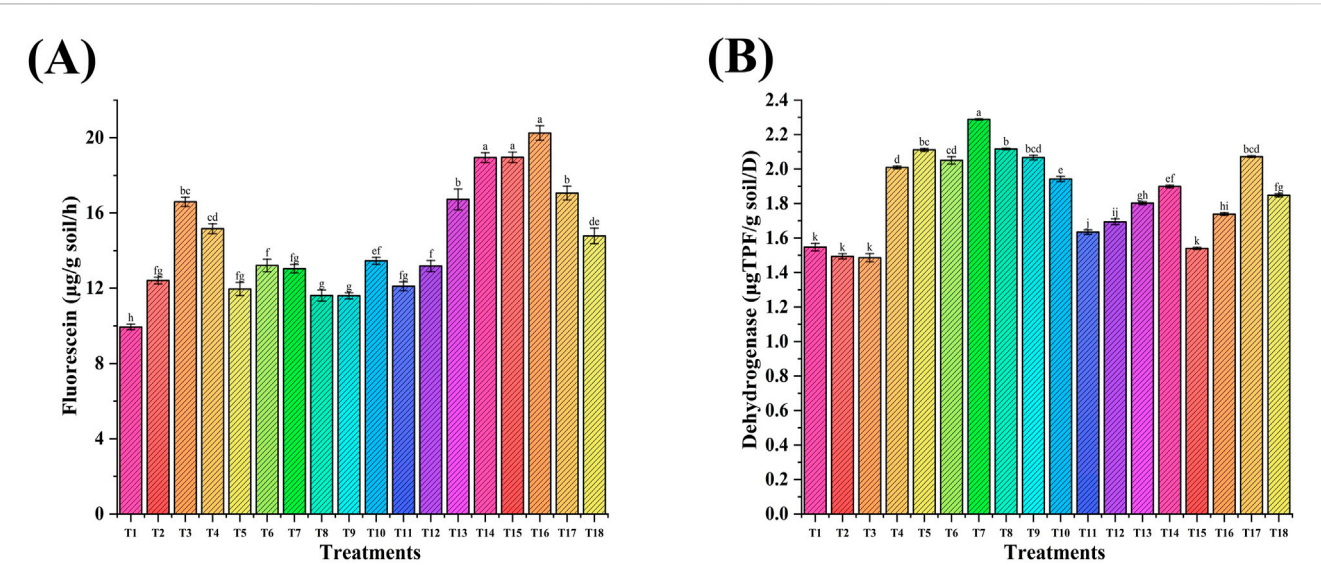 (A)
Fluorescein (µg/g soil/h)
20
16
12
8
4
0
h fg bc cd fg f fg g g ef fg f b a a a b de
T1 T2 T3 T4 T5 T6 T7 T8 T9 T10 T11 T12 T13 T14 T15 T16 T17 T18
Treatments
(B)
Dehydrogenase (µgTPF/g soil/D)
2.4
2.2
2.0
1.8
1.6
1.4
1.2
1.0
0.8
0.6
0.4
0.2
0.0
k k k d bc cd a b bcd e j ij gh ef k hi bcd fg
T1 T2 T3 T4 T5 T6 T7 T8 T9 T10 T11 T12 T13 T14 T15 T16 T17 T18
Treatments